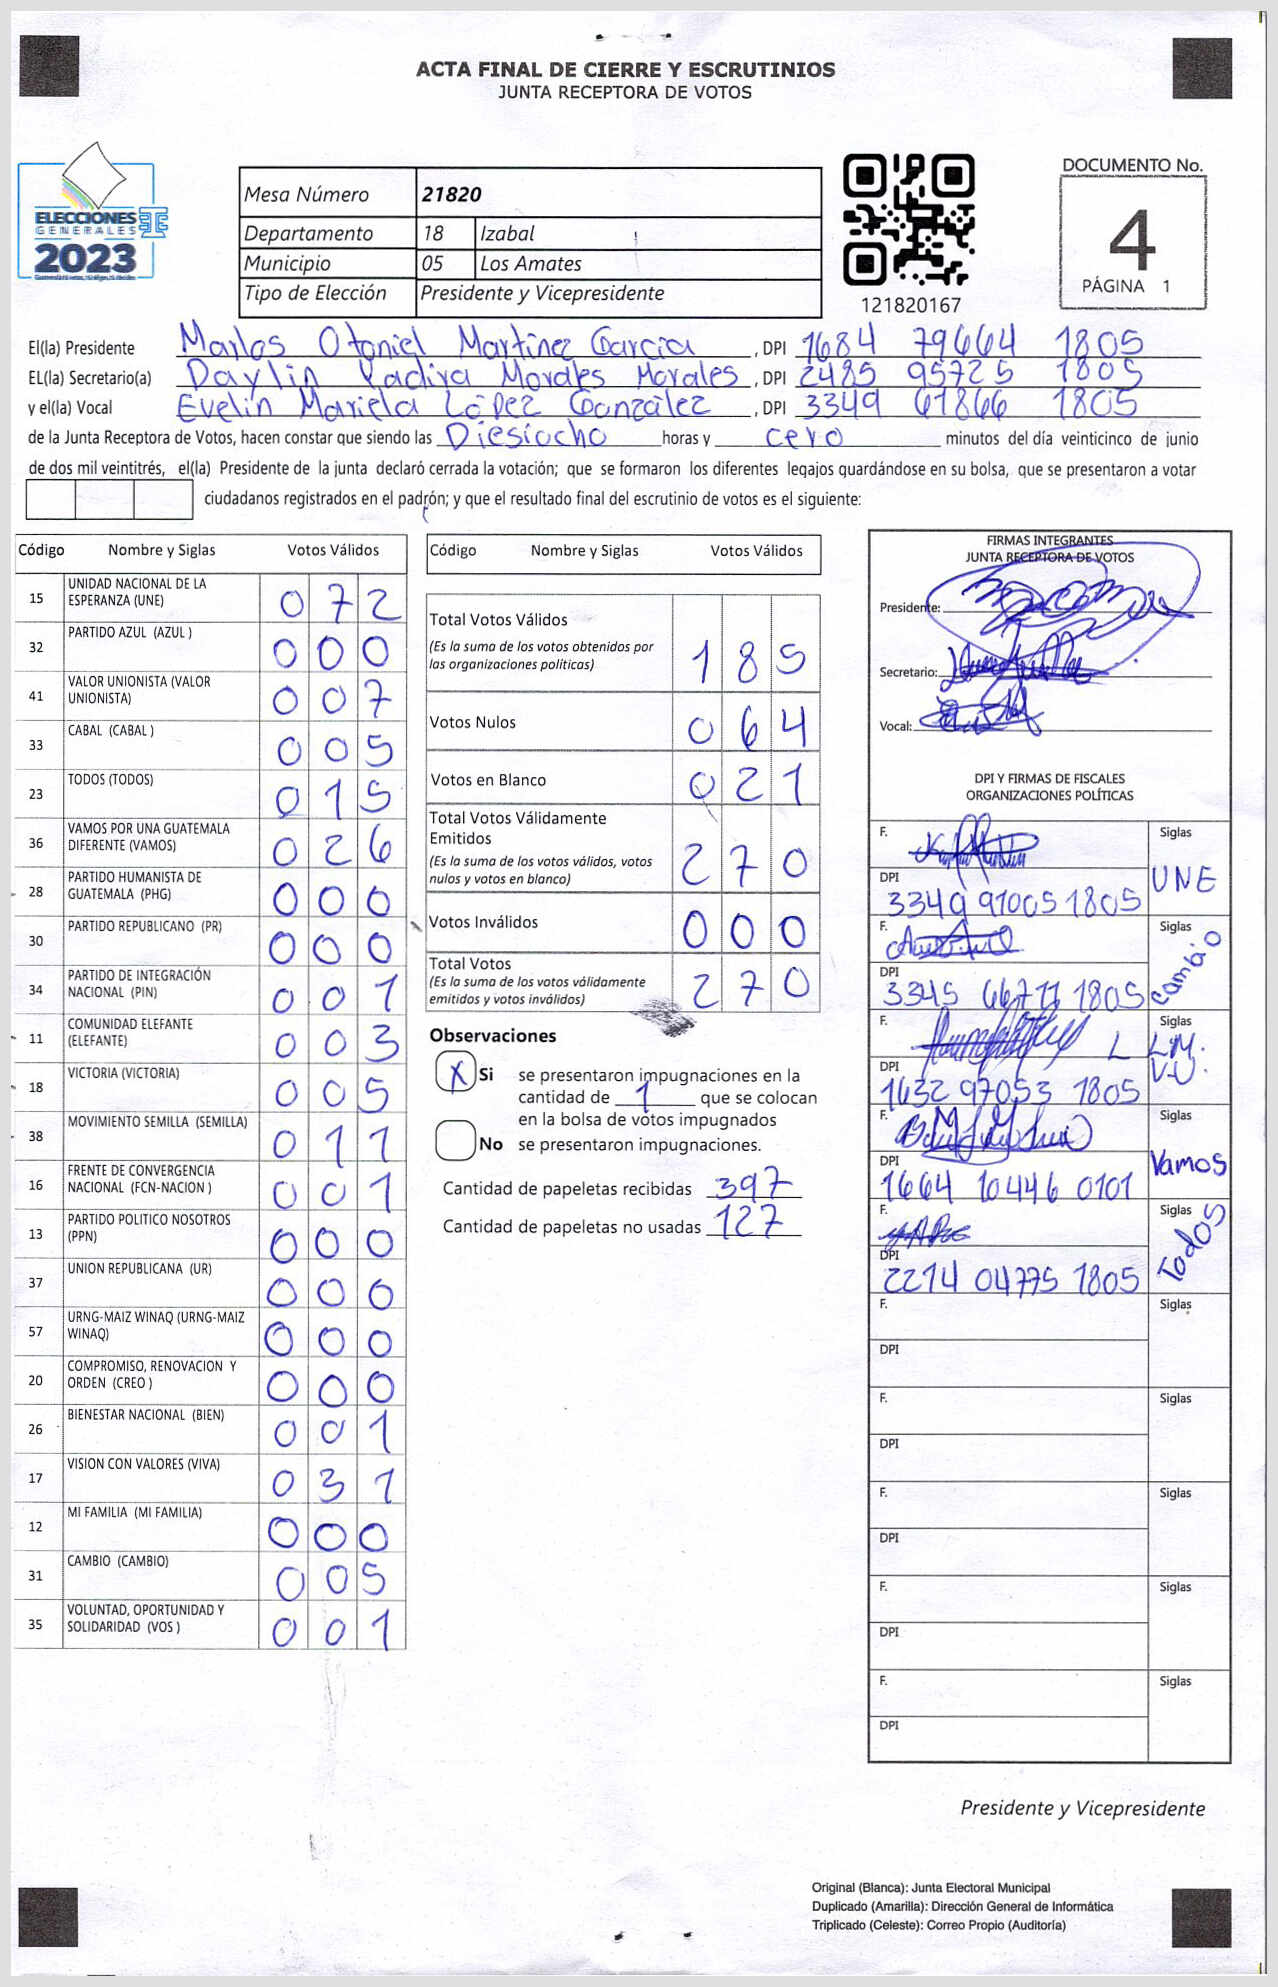 ACTA FINAL DE CIERRE Y ESCRUTINIOS
JUNTA RECEPTORA DE VOTOS
ELECCIONES
GENERALES
2023
Mesa Número 21820
Departamento 18 Izabal
Municipio 05 Los Amates
Tipo de Elección Presidente y Vicepresidente
121820167
DOCUMENTO No.
4
PÁGINA 1
El(la) Presidente Marlos Otoniel Martinez Garcia, DPI 1684 79664 1805
EL(la) Secretario(a) Daylin Yadira Morales Morales, DPI 2485 95725 1805
y el(la) Vocal Evelin Mariela López González, DPI 3349 61866 1805
de la Junta Receptora de Votos, hacen constar que siendo las Diesiocho horas y cero minutos del día veinticinco de junio
de dos mil veintitrés, el(la) Presidente de la junta declaró cerrada la votación; que se formaron los diferentes legajos guardándose en su bolsa, que se presentaron a votar
ciudadanos registrados en el padrón; y que el resultado final del escrutinio de votos es el siguiente:
Código Nombre y Siglas Votos Válidos
15 UNIDAD NACIONAL DE LA ESPERANZA (UNE) 072
32 PARTIDO AZUL (AZUL ) 000
41 VALOR UNIONISTA (VALOR UNIONISTA) 007
33 CABAL (CABAL ) 005
23 TODOS (TODOS) 015
36 VAMOS POR UNA GUATEMALA DIFERENTE (VAMOS) 026
28 PARTIDO HUMANISTA DE GUATEMALA (PHG) 000
30 PARTIDO REPUBLICANO (PR) 000
34 PARTIDO DE INTEGRACIÓN NACIONAL (PIN) 001
11 COMUNIDAD ELEFANTE (ELEFANTE) 003
18 VICTORIA (VICTORIA) 005
38 MOVIMIENTO SEMILLA (SEMILLA) 011
16 FRENTE DE CONVERGENCIA NACIONAL (FCN-NACION ) 001
13 PARTIDO POLITICO NOSOTROS (PPN) 000
37 UNION REPUBLICANA (UR) 000
57 URNG-MAIZ WINAQ (URNG-MAIZ WINAQ) 000
20 COMPROMISO, RENOVACION Y ORDEN (CREO ) 000
26 BIENESTAR NACIONAL (BIEN) 001
17 VISION CON VALORES (VIVA) 031
12 MI FAMILIA (MI FAMILIA) 000
31 CAMBIO (CAMBIO) 005
35 VOLUNTAD, OPORTUNIDAD Y SOLIDARIDAD (VOS ) 001
Código Nombre y Siglas Votos Válidos
Total Votos Válidos
(Es la suma de los votos obtenidos por las organizaciones políticas) 185
Votos Nulos 064
Votos en Blanco 021
Total Votos Válidamente Emitidos
(Es la suma de los votos válidos, votos nulos y votos en blanco) 270
Votos Inválidos 000
Total Votos
(Es la suma de los votos válidamente emitidos y votos inválidos) 270
Observaciones
X Si se presentaron impugnaciones en la
cantidad de 1 que se colocan
en la bolsa de votos impugnados
No se presentaron impugnaciones.
Cantidad de papeletas recibidas 397
Cantidad de papeletas no usadas 127
FIRMAS INTEGRANTES
JUNTA RECEPTORA DE VOTOS
Presidente:
Secretario:
Vocal:
DPI Y FIRMAS DE FISCALES
ORGANIZACIONES POLÍTICAS
F. Siglas
DPI 3349 91005 1805 UNE
F. Siglas
DPI 3345 66711 1805 Cambio
F. Siglas
DPI 1632 97053 1805 V.U.
F.
DPI 1664 10446 0101 Vamos
F. Siglas
DPI 2214 04775 1805 Todos
F. Siglas
DPI
F. Siglas
DPI
F. Siglas
DPI
F. Siglas
DPI
F. Siglas
DPI
Presidente y Vicepresidente
Original (Blanca): Junta Electoral Municipal
Duplicado (Amarilla): Dirección General de Informática
Triplicado (Celeste): Correo Propio (Auditoría)